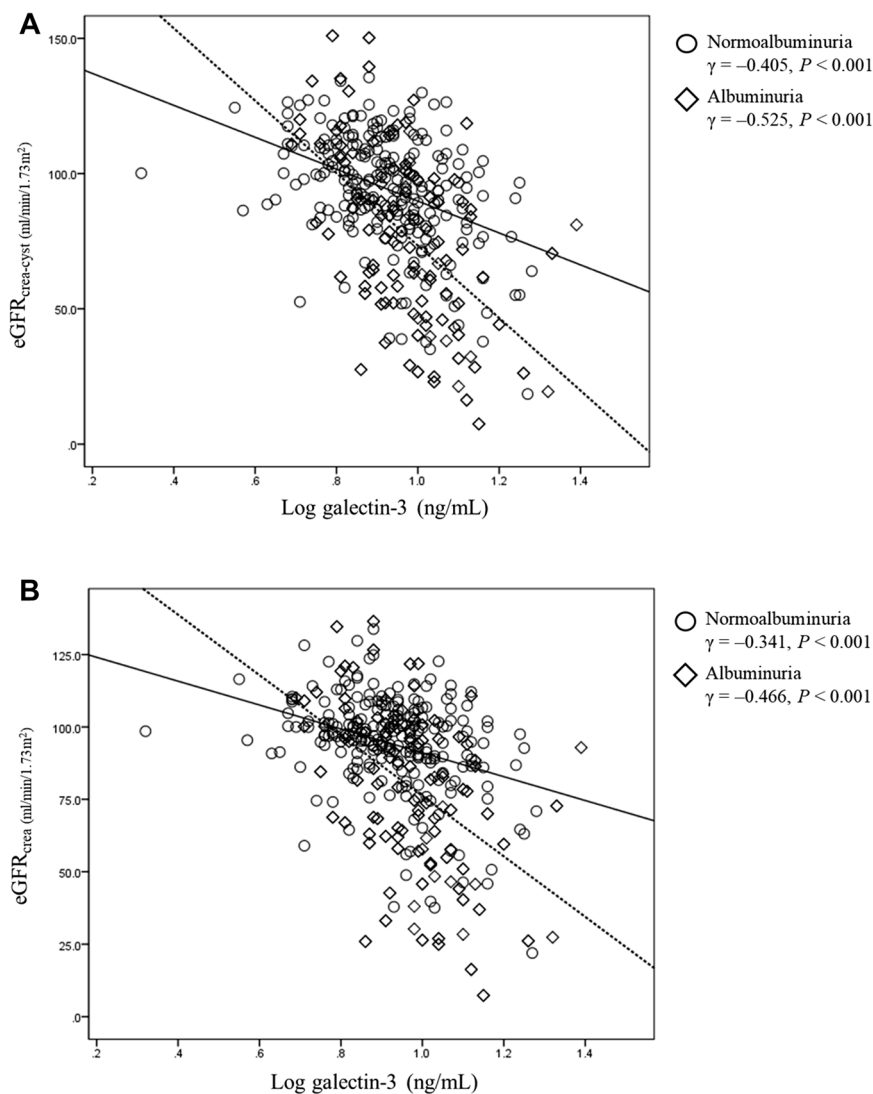 A
150.0
100.0
50.0
.0
.2 .4 .6 .8 1.0 1.2 1.4
eGFRcrea-cyst (ml/min/1.73m²)
Log galectin-3 (ng/mL)
Normoalbuminuria
γ = –0.405, P < 0.001
Albuminuria
γ = –0.525, P < 0.001
B
125.0
100.0
75.0
50.0
25.0
.0
.2 .4 .6 .8 1.0 1.2 1.4
eGFRcrea (ml/min/1.73m²)
Log galectin-3 (ng/mL)
Normoalbuminuria
γ = –0.341, P < 0.001
Albuminuria
γ = –0.466, P < 0.001